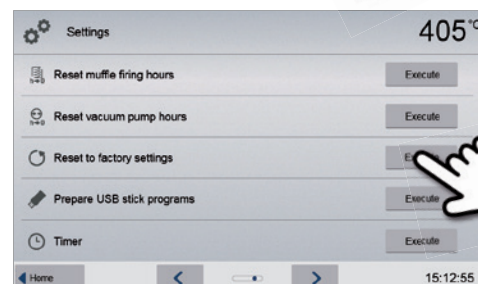 Settings
405°C
Reset muffle firing hours
Execute
Reset vacuum pump hours
Execute
Reset to factory settings
Prepare USB stick programs
Execute
Timer
Execute
Home
15:12:55